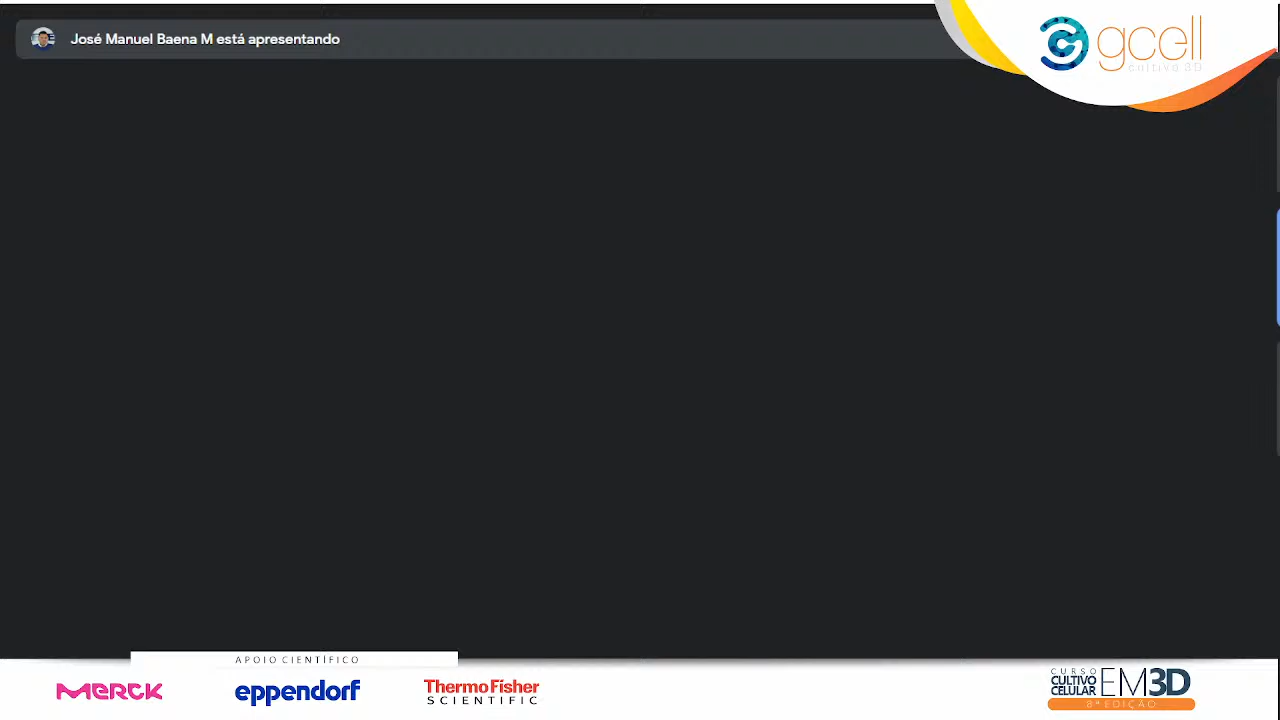 José Manuel Baena M está apresentando
gcell
cultivo 3D
APOIO CIENTÍFICO
MERCK
eppendorf
ThermoFisher
SCIENTIFIC
CURSO
CULTIVO
CELULAR
EM3D
8ª EDIÇÃO